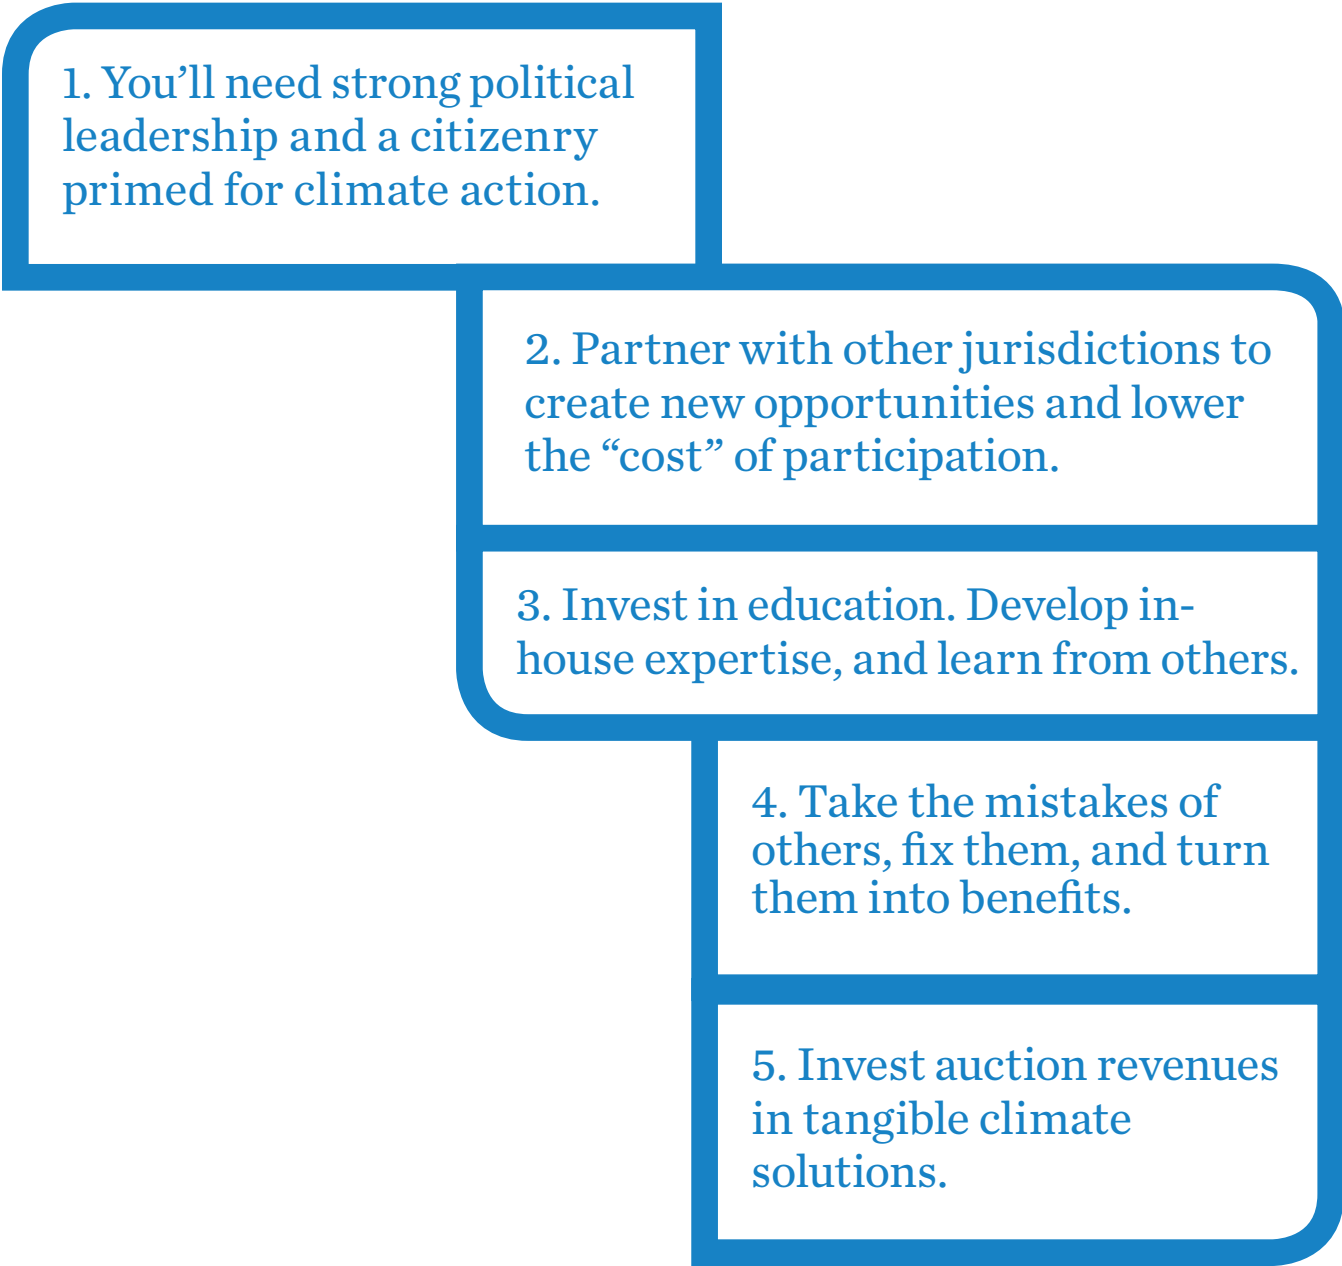 1. You’ll need strong political
leadership and a citizenry
primed for climate action.
2. Partner with other jurisdictions to
create new opportunities and lower
the “cost” of participation.
3. Invest in education. Develop in-
house expertise, and learn from others.
4. Take the mistakes of
others, fix them, and turn
them into benefits.
5. Invest auction revenues
in tangible climate
solutions.